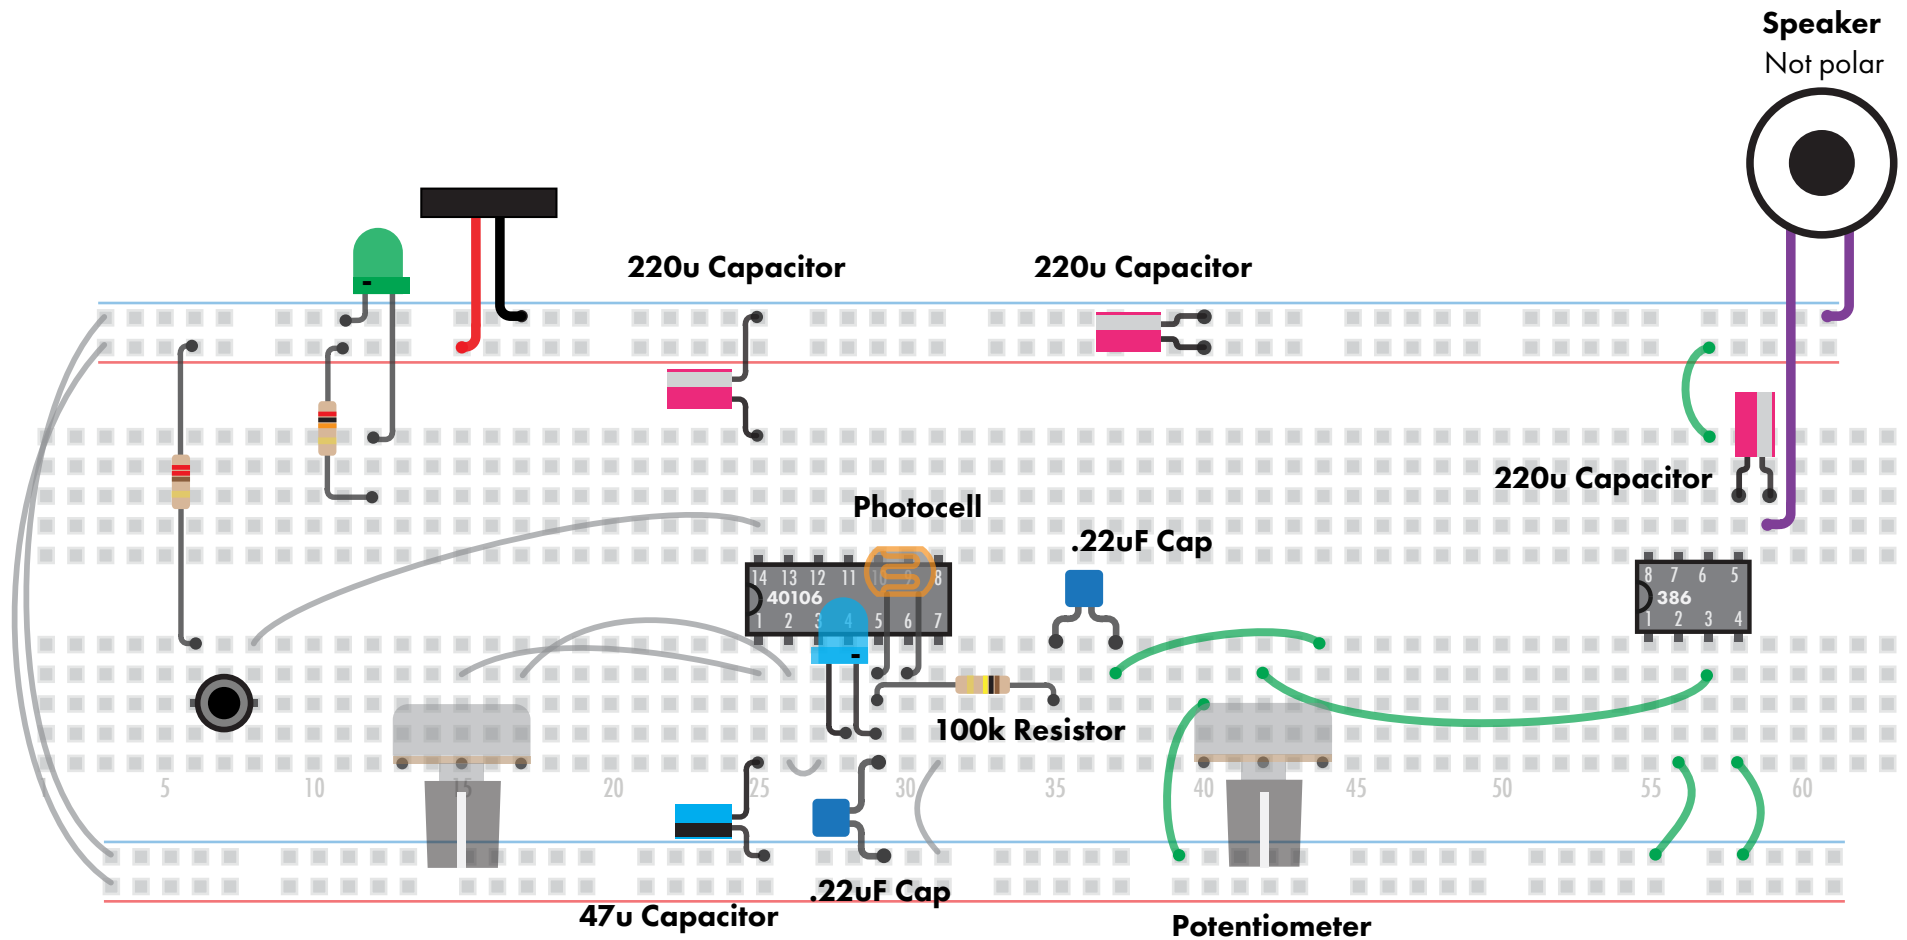 Speaker
Not polar
220u Capacitor
220u Capacitor
220u Capacitor
Photocell
.22uF Cap
14 13 12 11 10 9 8
40106
1 2 3 4 5 6 7
8 7 6 5
386
1 2 3 4
100k Resistor
5 10 15 20 25 30 35 40 45 50 55 60
.22uF Cap
47u Capacitor
Potentiometer